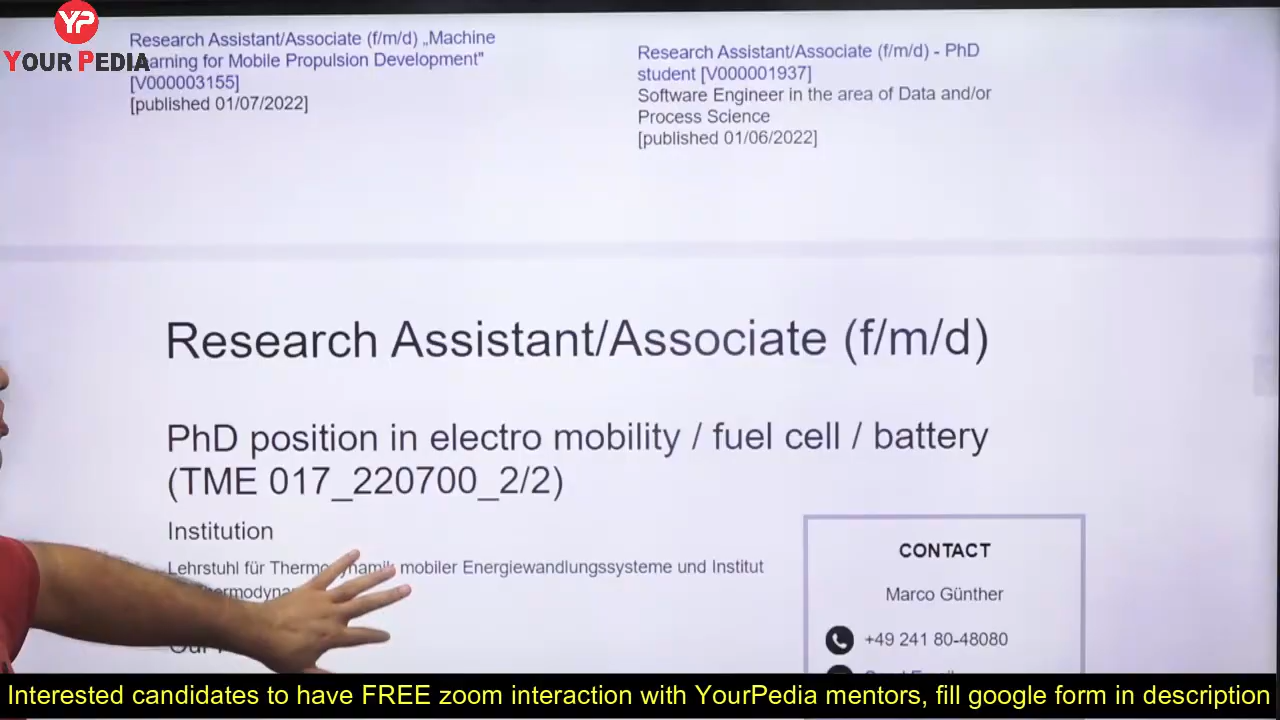 YP
YOUR PEDIA
Research Assistant/Associate (f/m/d) „Machine
arning for Mobile Propulsion Development"
[V000003155]
[published 01/07/2022]
Research Assistant/Associate (f/m/d) - PhD
student [V000001937]
Software Engineer in the area of Data and/or
Process Science
[published 01/06/2022]
Research Assistant/Associate (f/m/d)
PhD position in electro mobility / fuel cell / battery
(TME 017_220700_2/2)
Institution
Lehrstuhl für mobiler Energiewandlungssysteme und Institut
CONTACT
Marco Günther
+49 241 80-48080
Interested candidates to have FREE zoom interaction with YourPedia mentors, fill google form in description